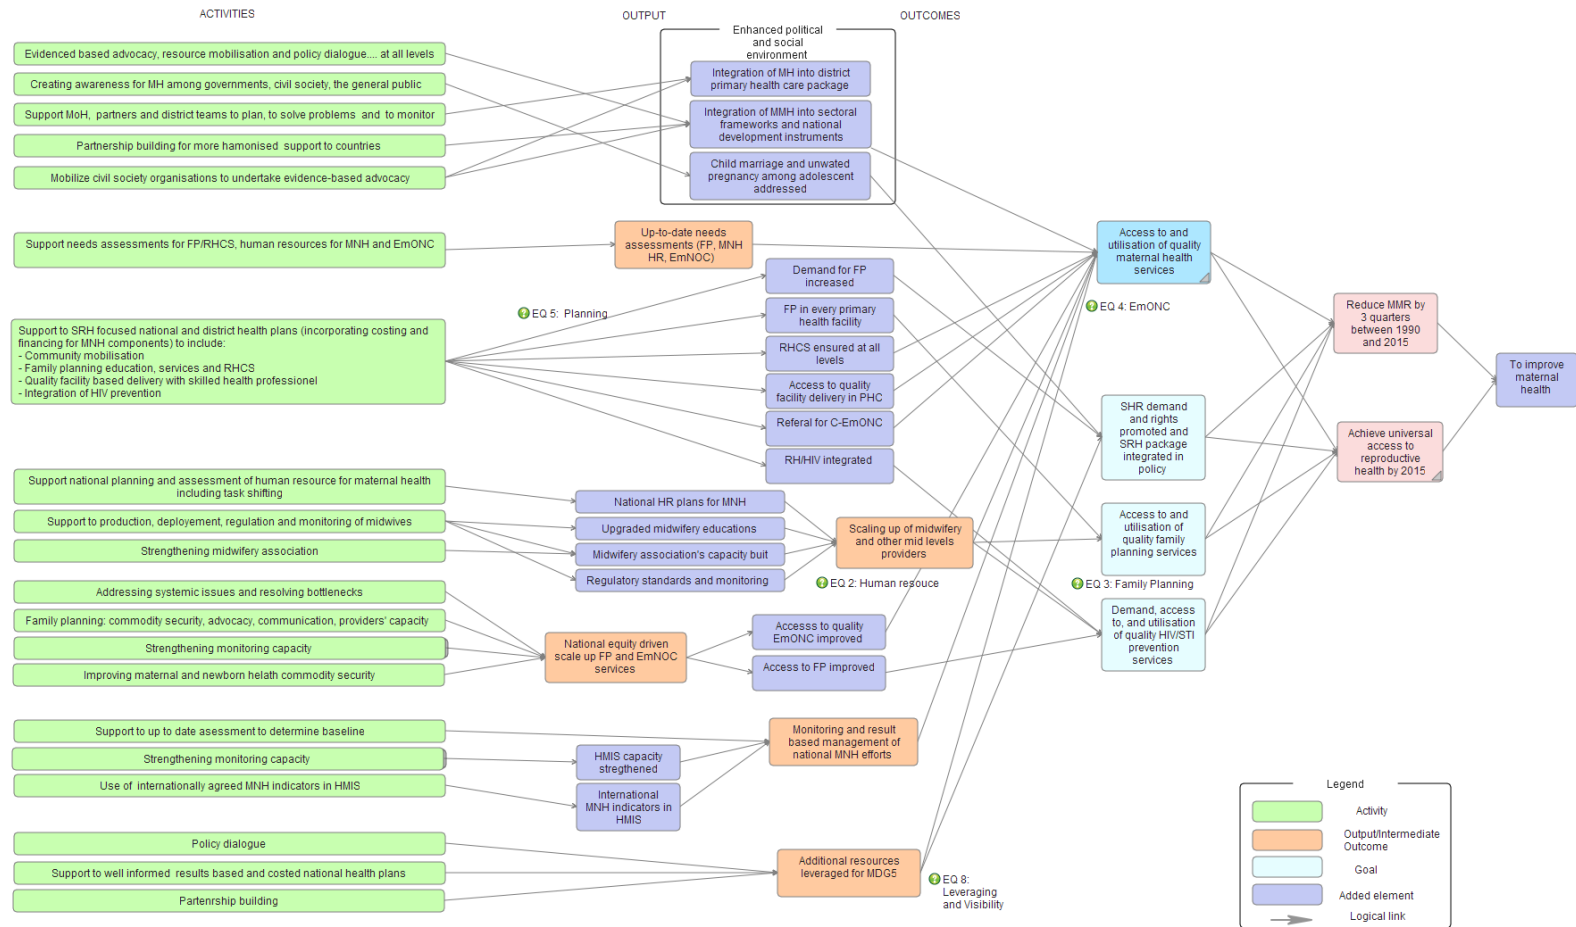 ACTIVITIES
OUTPUT
OUTCOMES
Enhanced political
and social
environment
Evidenced based advocacy, resource mobilisation and policy dialogue.... at all levels
Creating awareness for MH among governments, civil society, the general public
Support MoH, partners and district teams to plan, to solve problems and to monitor
Partnership building for more hamonised support to countries
Mobilize civil society organisations to undertake evidence-based advocacy
Integration of MH into district
primary health care package
Integration of MMH into sectoral
frameworks and national
development instruments
Child marriage and unwated
pregnancy among adolescent
addressed
Support needs assessments for FP/RHCS, human resources for MNH and EmONC
Up-to-date needs
assessments (FP, MNH
HR, EmNOC)
Access to and
utilisation of quality
maternal health
services
EQ 5: Planning
Demand for FP
increased
FP in every primary
health facility
RHCS ensured at all
levels
Access to quality
facility delivery in PHC
Referal for C-EmONC
RH/HIV integrated
EQ 4: EmONC
Support to SRH focused national and district health plans (incorporating costing and
financing for MNH components) to include:
- Community mobilisation
- Family planning education, services and RHCS
- Quality facility based delivery with skilled health professionel
- Integration of HIV prevention
Reduce MMR by
3 quarters
between 1990
and 2015
To improve
maternal
health
SHR demand
and rights
promoted and
SRH package
integrated in
policy
Achieve universal
access to
reproductive
health by 2015
Support national planning and assessment of human resource for maternal health
including task shifting
Support to production, deployement, regulation and monitoring of midwives
Strengthening midwifery association
National HR plans for MNH
Upgraded midwifery educations
Midwifery association's capacity buit
Regulatory standards and monitoring
Scaling up of midwifery
and other mid levels
providers
EQ 2: Human resouce
Access to and
utilisation of
quality family
planning services
EQ 3: Family Planning
Addressing systemic issues and resolving bottlenecks
Family planning: commodity security, advocacy, communication, providers' capacity
Strengthening monitoring capacity
Improving maternal and newborn helath commodity security
National equity driven
scale up FP and EmNOC
services
Accesss to quality
EmONC improved
Access to FP improved
Demand, access
to, and utilisation
of quality HIV/STI
prevention
services
Support to up to date asessment to determine baseline
Strengthening monitoring capacity
Use of internationally agreed MNH indicators in HMIS
HMIS capacity
stregthened
International
MNH indicators in
HMIS
Monitoring and result
based management of
national MNH efforts
Policy dialogue
Support to well informed results based and costed national health plans
Partenrship building
Additional resources
leveraged for MDG5
EQ 8:
Leveraging
and Visibility
Legend
Activity
Output/Intermediate
Outcome
Goal
Added element
Logical link